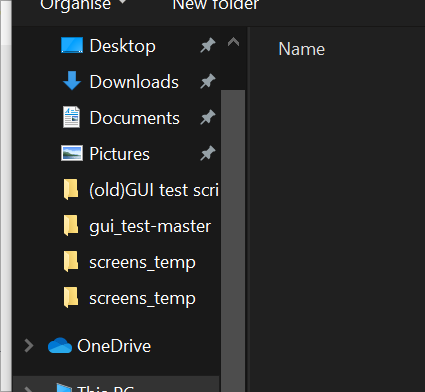 Organise New folder
Name
Desktop
Downloads
Documents
Pictures
(old)GUI test scri
gui_test-master
screens_temp
screens_temp
OneDrive
This PC